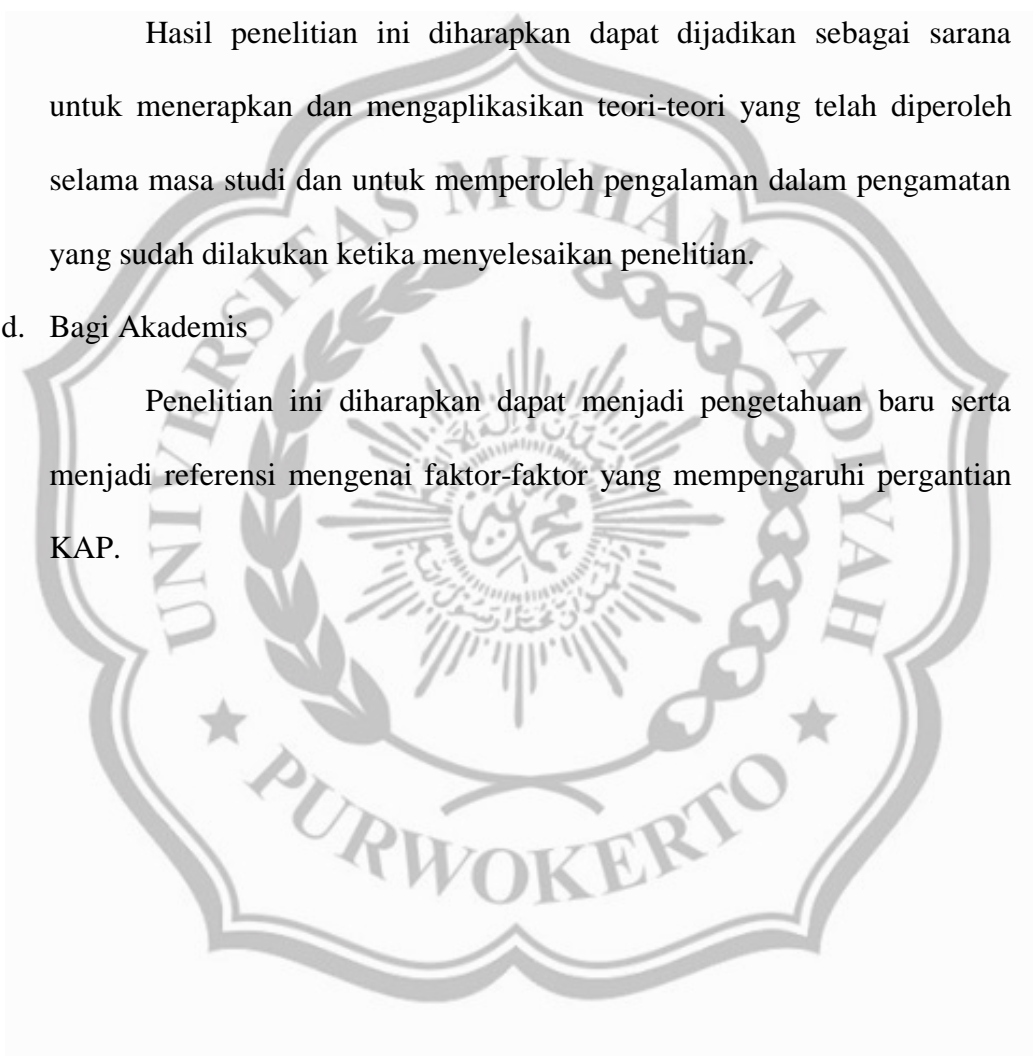 Hasil penelitian ini diharapkan dapat dijadikan sebagai sarana
untuk menerapkan dan mengaplikasikan teori-teori yang telah diperoleh
selama masa studi dan untuk memperoleh pengalaman dalam pengamatan
yang sudah dilakukan ketika menyelesaikan penelitian.
d. Bagi Akademis
Penelitian ini diharapkan dapat menjadi pengetahuan baru serta
menjadi referensi mengenai faktor-faktor yang mempengaruhi pergantian
KAP.
UNIVERSITAS MUHAMMADIYAH
PURWOKERTO